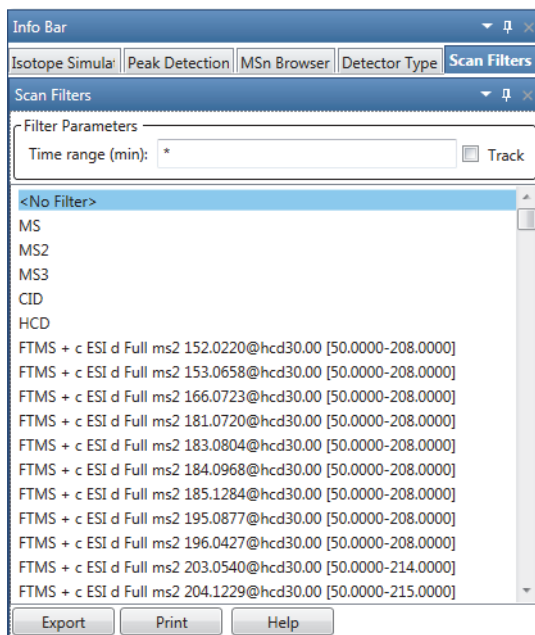 Info Bar
Isotope Simula Peak Detection MSn Browser Detector Type Scan Filters
Scan Filters
Filter Parameters
Time range (min): * Track
<No Filter>
MS
MS2
MS3
CID
HCD
FTMS + c ESI d Full ms2 152.0220@hcd30.00 [50.0000-208.0000]
FTMS + c ESI d Full ms2 153.0658@hcd30.00 [50.0000-208.0000]
FTMS + c ESI d Full ms2 166.0723@hcd30.00 [50.0000-208.0000]
FTMS + c ESI d Full ms2 181.0720@hcd30.00 [50.0000-208.0000]
FTMS + c ESI d Full ms2 183.0804@hcd30.00 [50.0000-208.0000]
FTMS + c ESI d Full ms2 184.0968@hcd30.00 [50.0000-208.0000]
FTMS + c ESI d Full ms2 185.1284@hcd30.00 [50.0000-208.0000]
FTMS + c ESI d Full ms2 195.0877@hcd30.00 [50.0000-208.0000]
FTMS + c ESI d Full ms2 196.0427@hcd30.00 [50.0000-208.0000]
FTMS + c ESI d Full ms2 203.0540@hcd30.00 [50.0000-214.0000]
FTMS + c ESI d Full ms2 204.1229@hcd30.00 [50.0000-215.0000]
Export Print Help